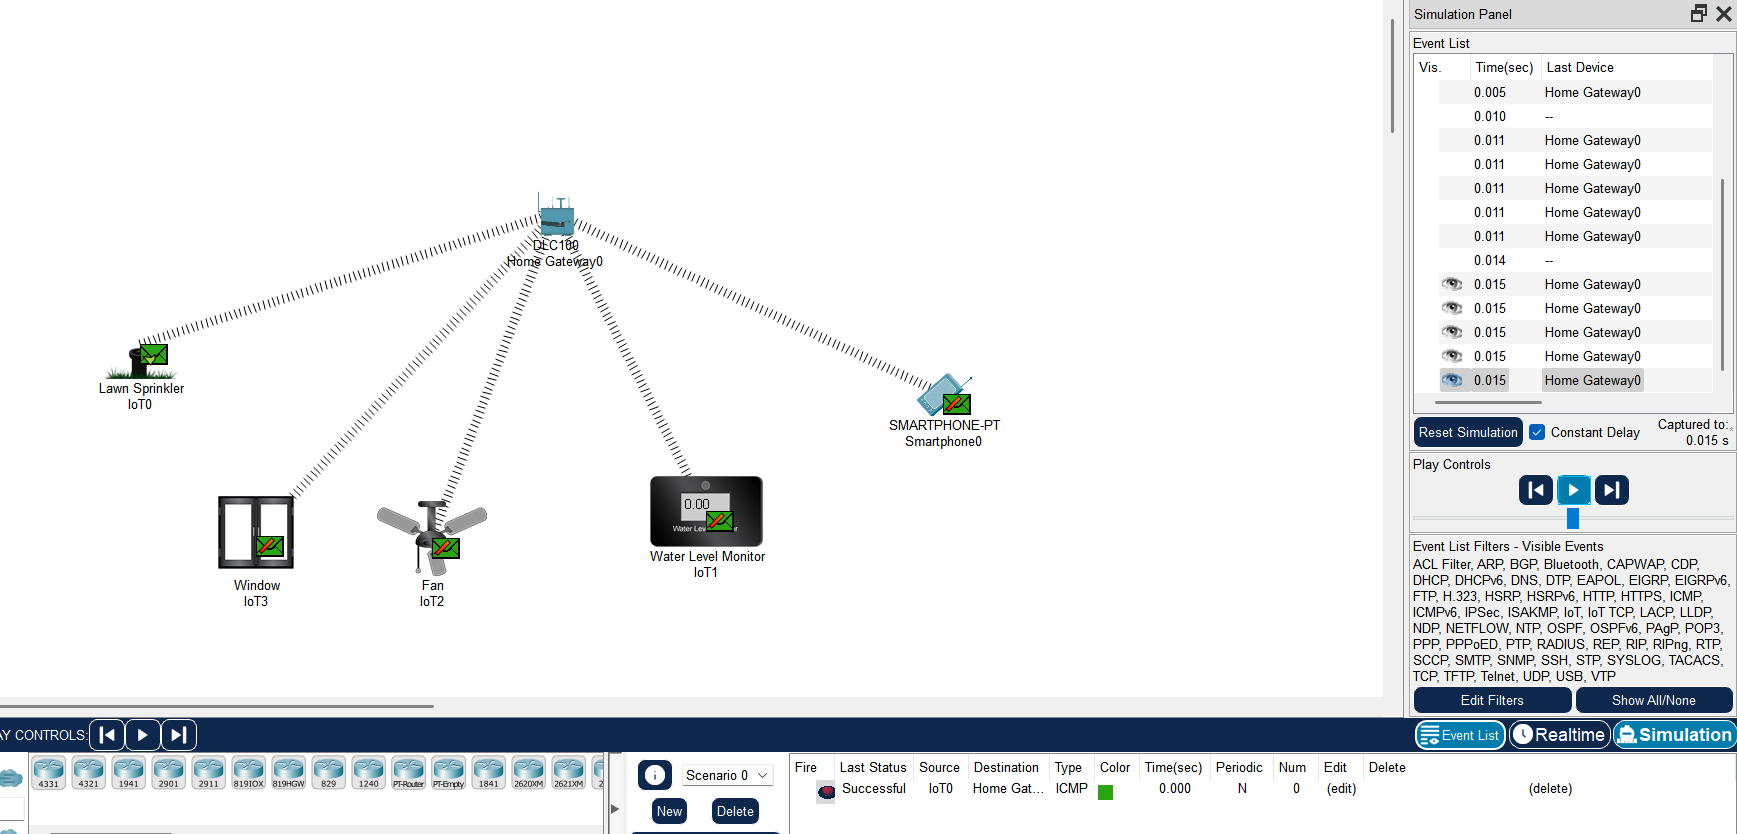 DLC100
Home Gateway0
Lawn Sprinkler
IoT0
SMARTPHONE-PT
Smartphone0
0.00
Water Level Monitor
IoT1
Window
IoT3
Fan
IoT2
Simulation Panel
Event List
Vis. Time(sec) Last Device
0.005 Home Gateway0
0.010 --
0.011 Home Gateway0
0.011 Home Gateway0
0.011 Home Gateway0
0.011 Home Gateway0
0.011 Home Gateway0
0.014 --
0.015 Home Gateway0
0.015 Home Gateway0
0.015 Home Gateway0
0.015 Home Gateway0
0.015 Home Gateway0
Reset Simulation Constant Delay Captured to:
0.015 s
Play Controls
Event List Filters - Visible Events
ACL Filter, ARP, BGP, Bluetooth, CAPWAP, CDP,
DHCP, DHCPv6, DNS, DTP, EAPOL, EIGRP, EIGRPv6,
FTP, H.323, HSRP, HSRPv6, HTTP, HTTPS, ICMP,
ICMPv6, IPSec, ISAKMP, IoT, IoT TCP, LACP, LLDP,
NDP, NETFLOW, NTP, OSPF, OSPFv6, PAgP, POP3,
PPP, PPPoED, PTP, RADIUS, REP, RIP, RIPng, RTP,
SCCP, SMTP, SNMP, SSH, STP, SYSLOG, TACACS,
TCP, TFTP, Telnet, UDP, USB, VTP
Edit Filters Show All/None
AY CONTROLS: Event List Realtime Simulation
4331 4321 1941 2901 2911 819IOX 819HGW 829 1240 PT-Router PT-Empty 1841 2620XM 2621XM 2
Scenario 0
New Delete
Fire Last Status Source Destination Type Color Time(sec) Periodic Num Edit Delete
Successful IoT0 Home Gat... ICMP 0.000 N 0 (edit) (delete)